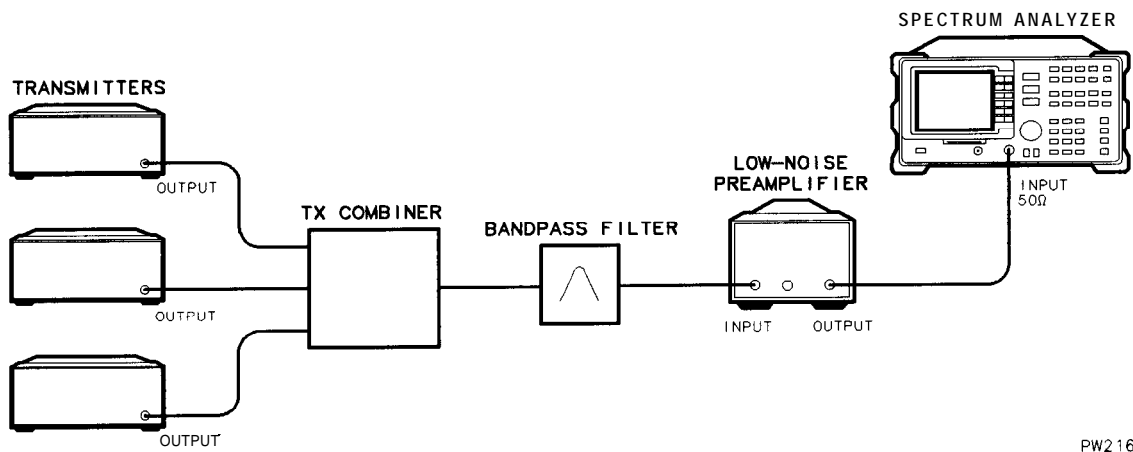 SPECTRUM ANALYZER
TRANSMITTERS
OUTPUT
TX COMBINER
BANDPASS FILTER
LOW-NOISE
PREAMPLIFIER
INPUT
50Ω
OUTPUT
INPUT
OUTPUT
OUTPUT
PW216